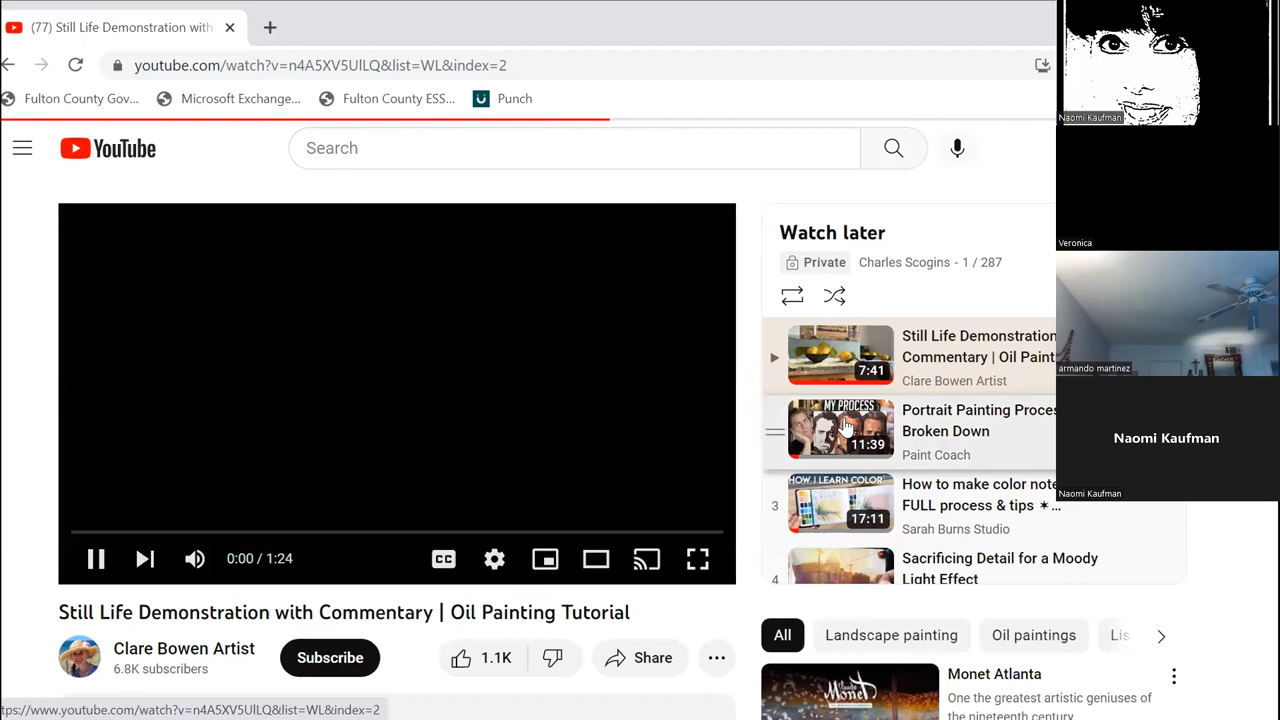 (77) Still Life Demonstration with
youtube.com/watch?v=n4A5XV5UlLQ&list=WL&index=2
Fulton County Gov...
Microsoft Exchange...
Fulton County ESS...
Punch
YouTube
Search
Watch later
Private
Charles Scogins - 1 / 287
Still Life Demonstration
Commentary | Oil Paint
Clare Bowen Artist
7:41
MY PROCESS
11:39
Portrait Painting Proce
Broken Down
Paint Coach
3
HOW I LEARN COLOR
17:11
How to make color note
FULL process & tips ✶...
Sarah Burns Studio
4
Sacrificing Detail for a Moody
Light Effect
0:00 / 1:24
CC
Still Life Demonstration with Commentary | Oil Painting Tutorial
Clare Bowen Artist
6.8K subscribers
Subscribe
1.1K
Share
All
Landscape painting
Oil paintings
Lis
Monet
Monet Atlanta
One the greatest artistic geniuses of
the nineteenth century
tps://www.youtube.com/watch?v=n4A5XV5UlLQ&list=WL&index=2
Naomi Kaufman
Veronica
armando martinez
Naomi Kaufman
Naomi Kaufman